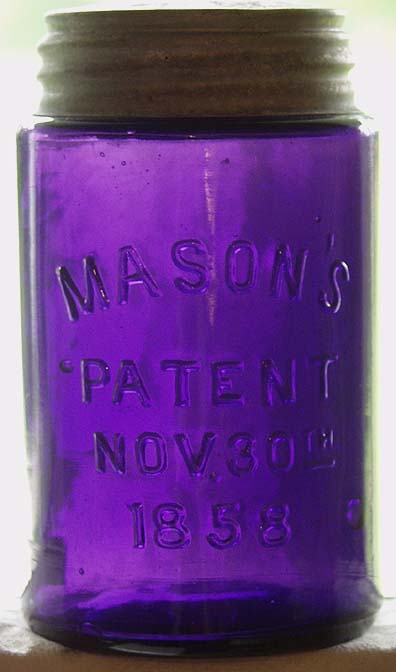 MASON'S
PATENT
NOV. 30TH
1858